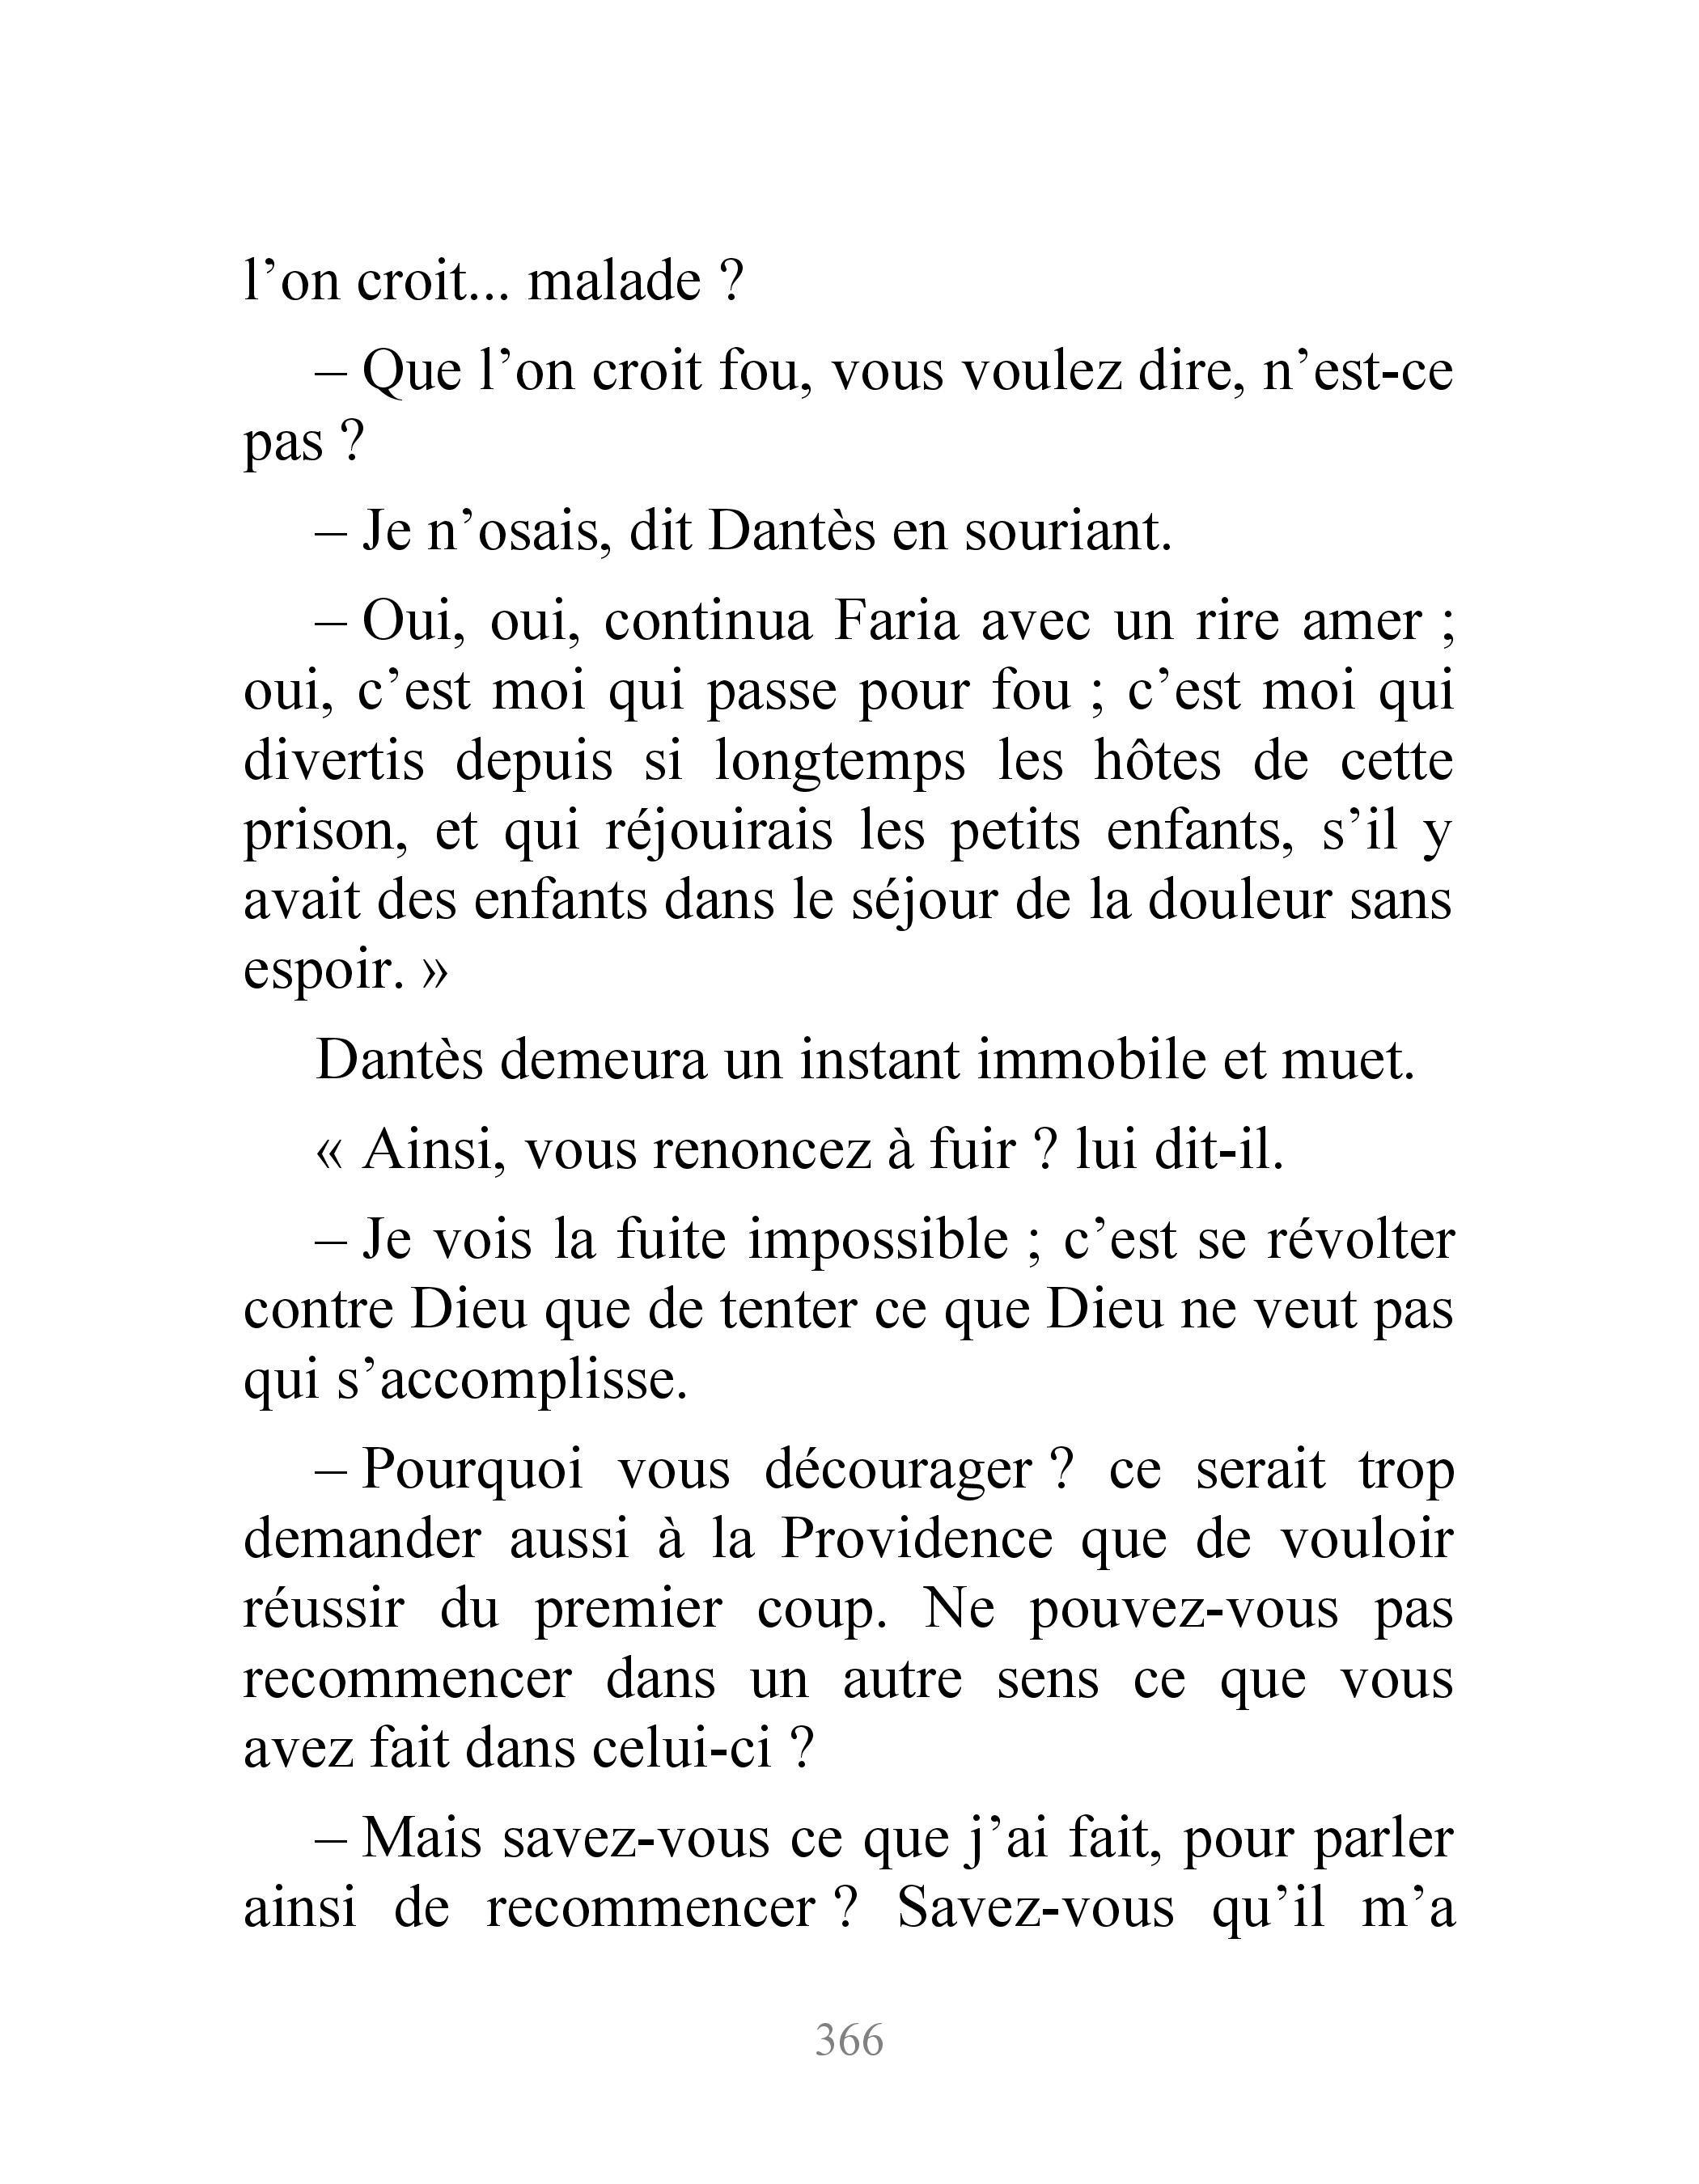 l’on croit... malade ?
– Que l’on croit fou, vous voulez dire, n’est-ce
pas ?
– Je n’osais, dit Dantès en souriant.
– Oui, oui, continua Faria avec un rire amer ;
oui, c’est moi qui passe pour fou ; c’est moi qui
divertis depuis si longtemps les hôtes de cette
prison, et qui réjouirais les petits enfants, s’il y
avait des enfants dans le séjour de la douleur sans
espoir. »
Dantès demeura un instant immobile et muet.
« Ainsi, vous renoncez à fuir ? lui dit-il.
– Je vois la fuite impossible ; c’est se révolter
contre Dieu que de tenter ce que Dieu ne veut pas
qui s’accomplisse.
– Pourquoi vous décourager ? ce serait trop
demander aussi à la Providence que de vouloir
réussir du premier coup. Ne pouvez-vous pas
recommencer dans un autre sens ce que vous
avez fait dans celui-ci ?
– Mais savez-vous ce que j’ai fait, pour parler
ainsi de recommencer ? Savez-vous qu’il m’a
366